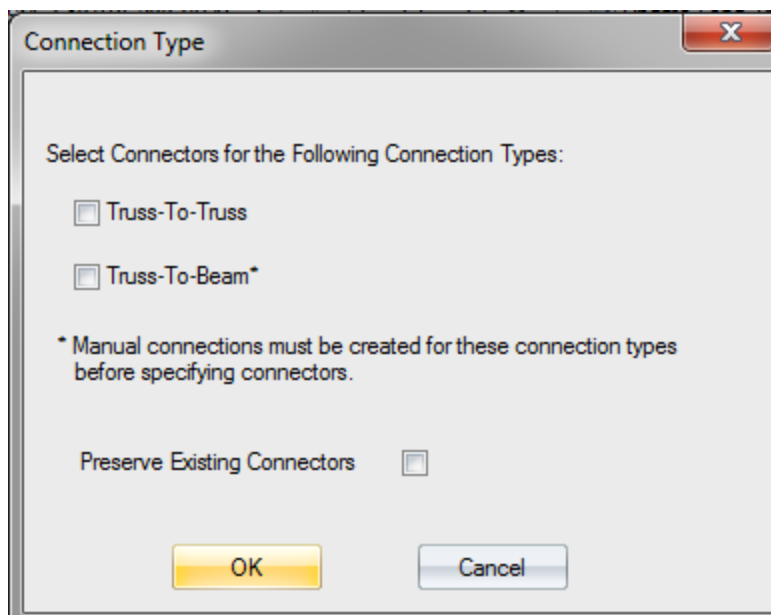 Connection Type
Select Connectors for the Following Connection Types:
Truss-To-Truss
Truss-To-Beam*
* Manual connections must be created for these connection types
before specifying connectors.
Preserve Existing Connectors
OK
Cancel